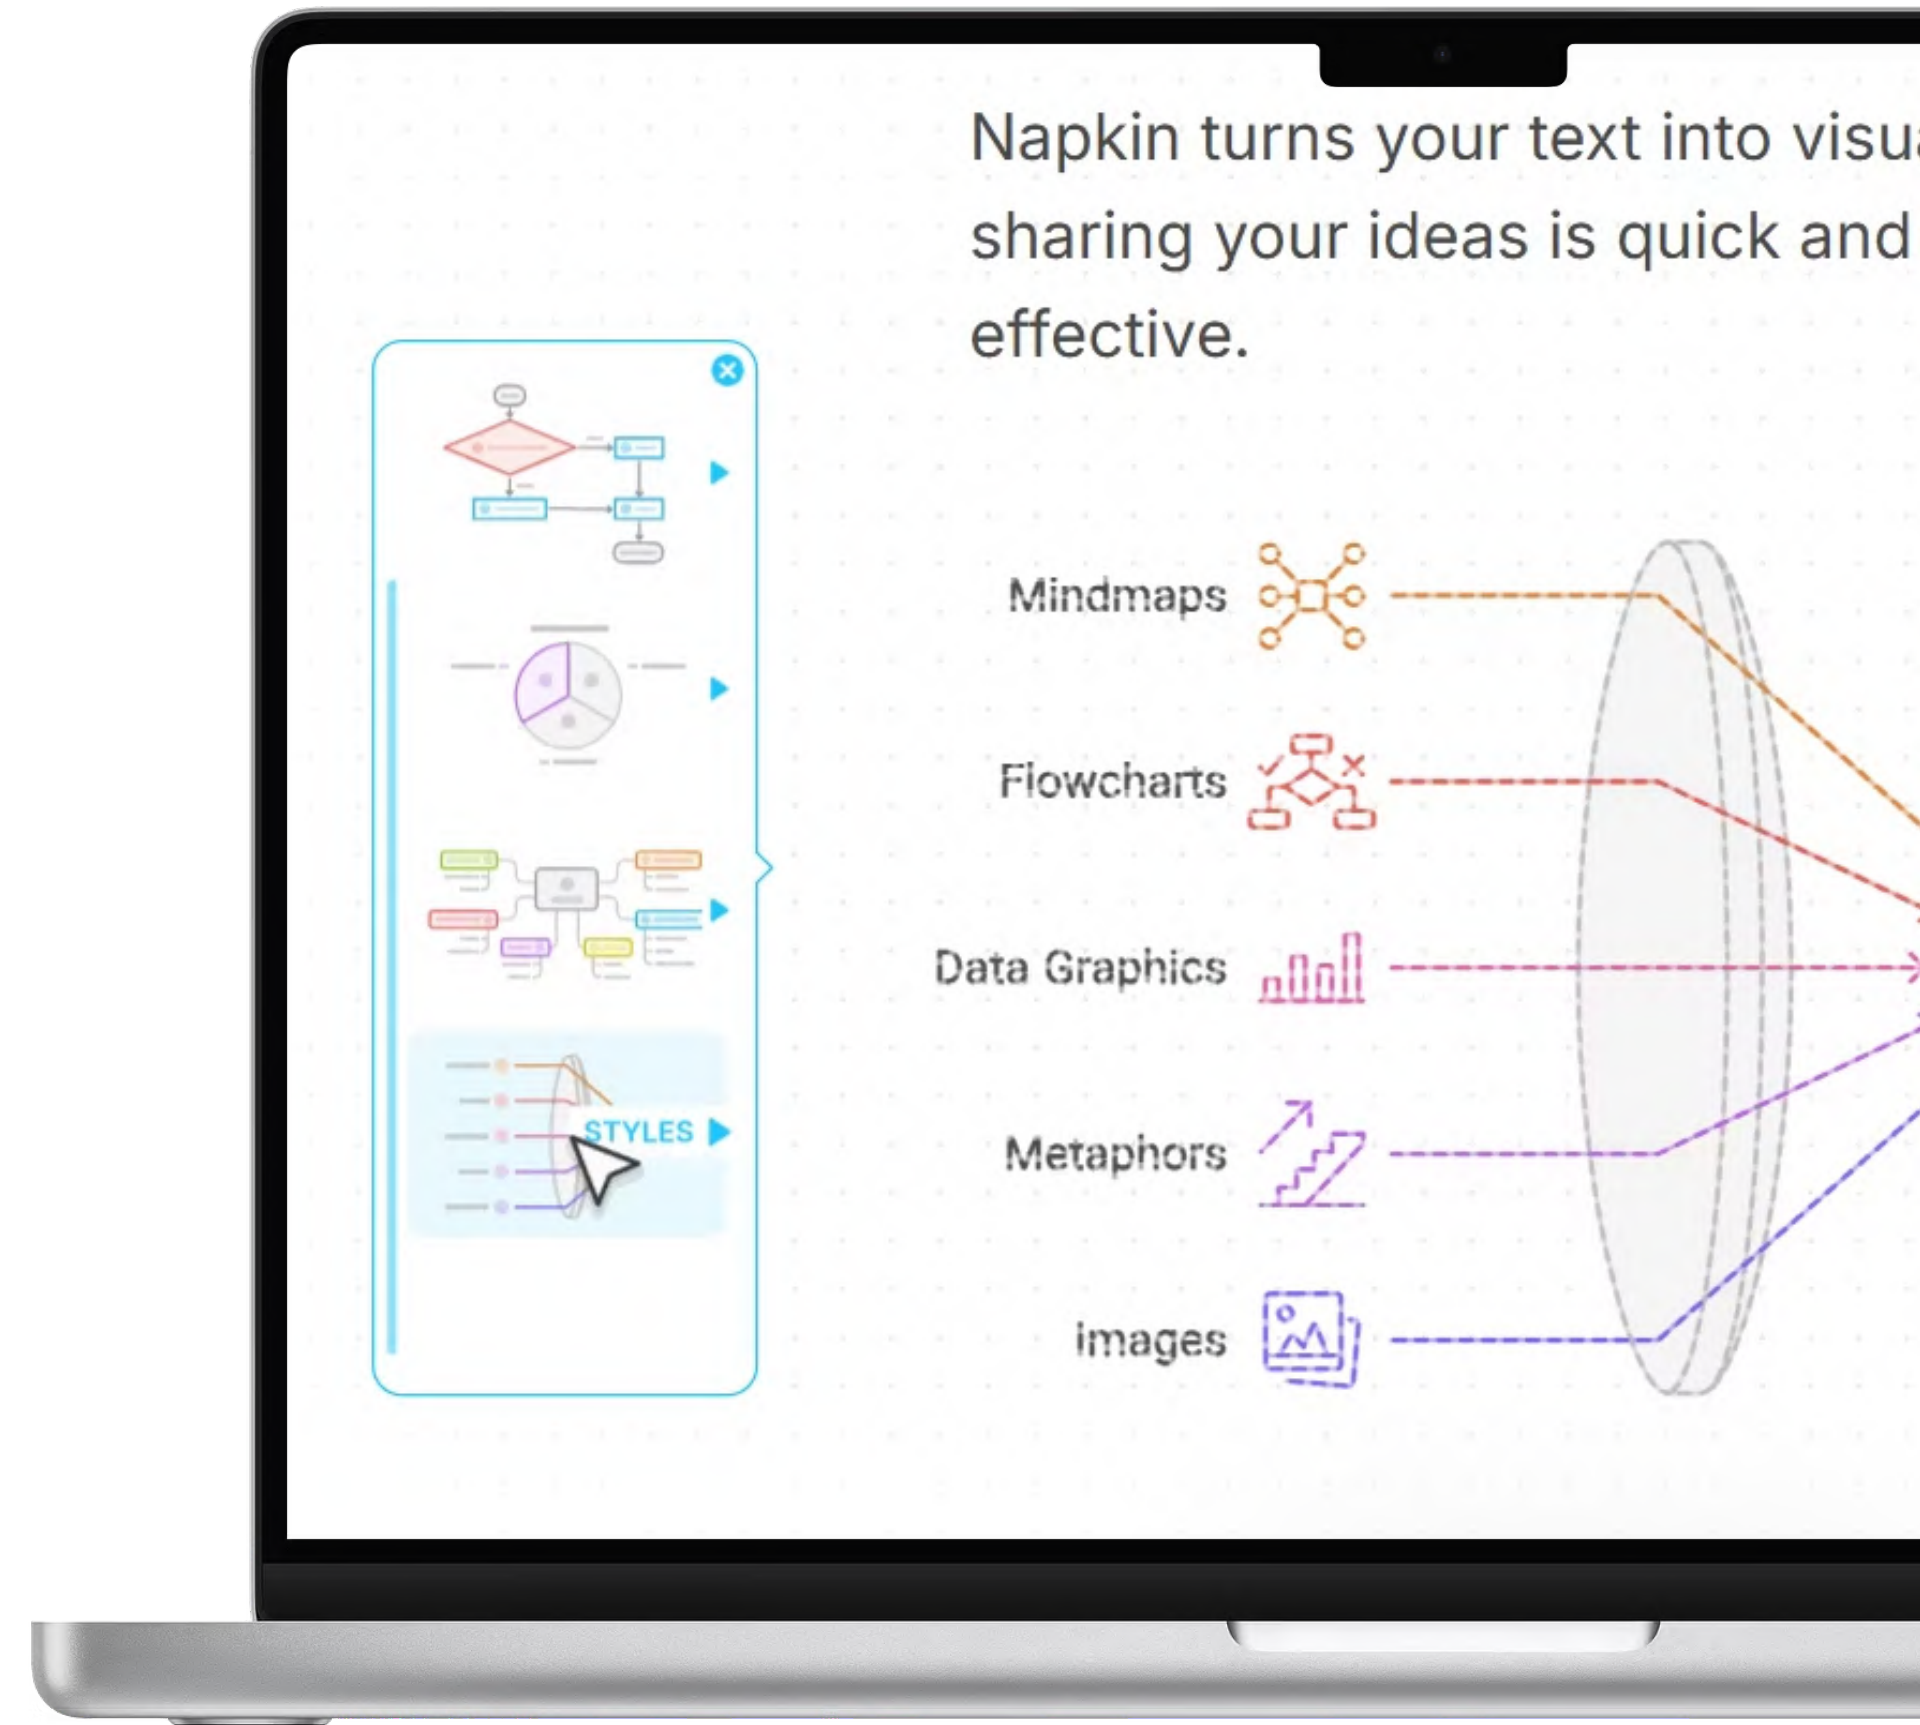 Napkin turns your text into
sharing your ideas is quick and
effective.
STYLES
Mindmaps
Flowcharts
Data Graphics
Metaphors
Images